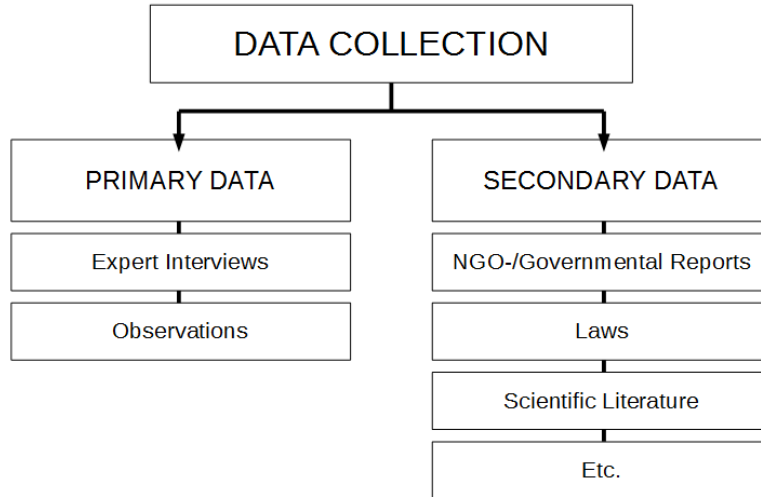 DATA COLLECTION
PRIMARY DATA
Expert Interviews
Observations
SECONDARY DATA
NGO-/Governmental Reports
Laws
Scientific Literature
Etc.